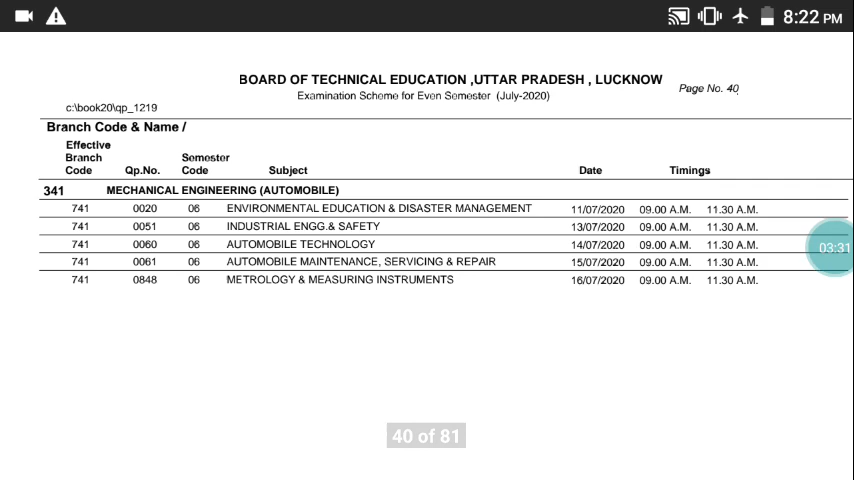 8:22 PM
BOARD OF TECHNICAL EDUCATION ,UTTAR PRADESH , LUCKNOW
Page No. 40
Examination Scheme for Even Semester (July-2020)
c:\book20\qp_1219
Branch Code & Name /
Effective Branch Code Qp.No. Semester Code Subject Date Timings
341 MECHANICAL ENGINEERING (AUTOMOBILE)
741 0020 06 ENVIRONMENTAL EDUCATION & DISASTER MANAGEMENT 11/07/2020 09.00 A.M. 11.30 A.M.
741 0051 06 INDUSTRIAL ENGG.& SAFETY 13/07/2020 09.00 A.M. 11.30 A.M.
741 0060 06 AUTOMOBILE TECHNOLOGY 14/07/2020 09.00 A.M. 11.30 A.M.
03:31
741 0061 06 AUTOMOBILE MAINTENANCE, SERVICING & REPAIR 15/07/2020 09.00 A.M. 11.30 A.M.
741 0848 06 METROLOGY & MEASURING INSTRUMENTS 16/07/2020 09.00 A.M. 11.30 A.M.
40 of 81